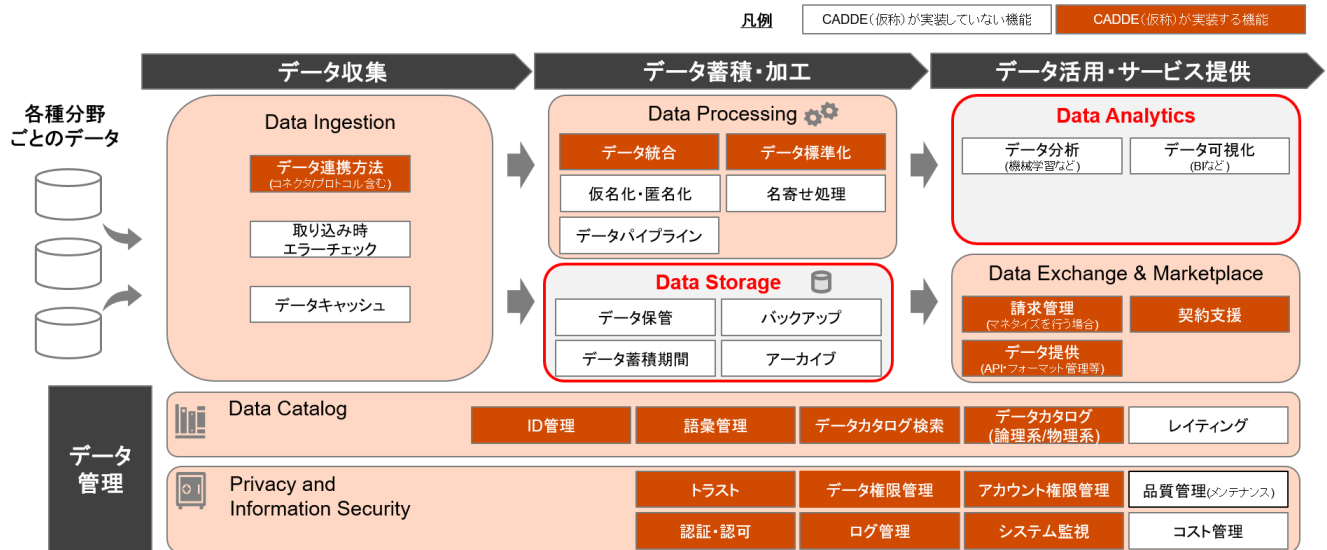 凡例
CADDE(仮称)が実装していない機能
CADDE(仮称)が実装する機能
データ収集
データ蓄積・加工
データ活用・サービス提供
各種分野
ごとのデータ
Data Ingestion
データ連携方法
(コネクタ/プロトコル含む)
取り込み時
エラーチェック
データキャッシュ
Data Processing
データ統合
データ標準化
仮名化・匿名化
名寄せ処理
データパイプライン
Data Storage
データ保管
バックアップ
データ蓄積期間
アーカイブ
Data Analytics
データ分析
(機械学習など)
データ可視化
(BIなど)
Data Exchange & Marketplace
請求管理
(マネタイズを行う場合)
契約支援
データ提供
(API・フォーマット管理等)
データ
管理
Data Catalog
ID管理
語彙管理
データカタログ検索
データカタログ
(論理系/物理系)
レイティング
Privacy and
Information Security
トラスト
データ権限管理
アカウント権限管理
品質管理(メンテナンス)
認証・認可
ログ管理
システム監視
コスト管理